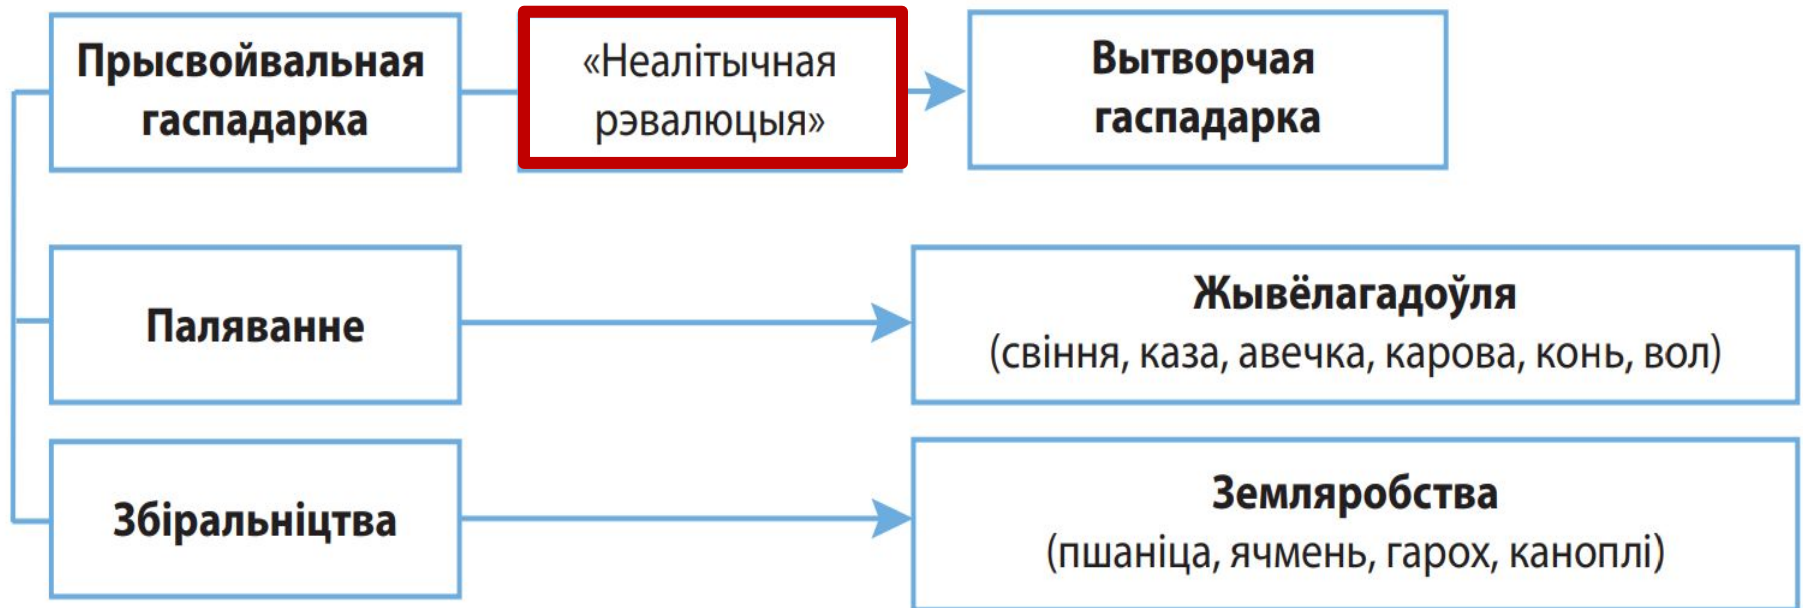 Прысвойвальная
гаспадарка
«Неалітычная
рэвалюцыя»
Вытворчая
гаспадарка
Паляванне
Жывёлагадоўля
(свіння, каза, авечка, карова, конь, вол)
Збіральніцтва
Земляробства
(пшаніца, ячмень, гарох, каноплі)